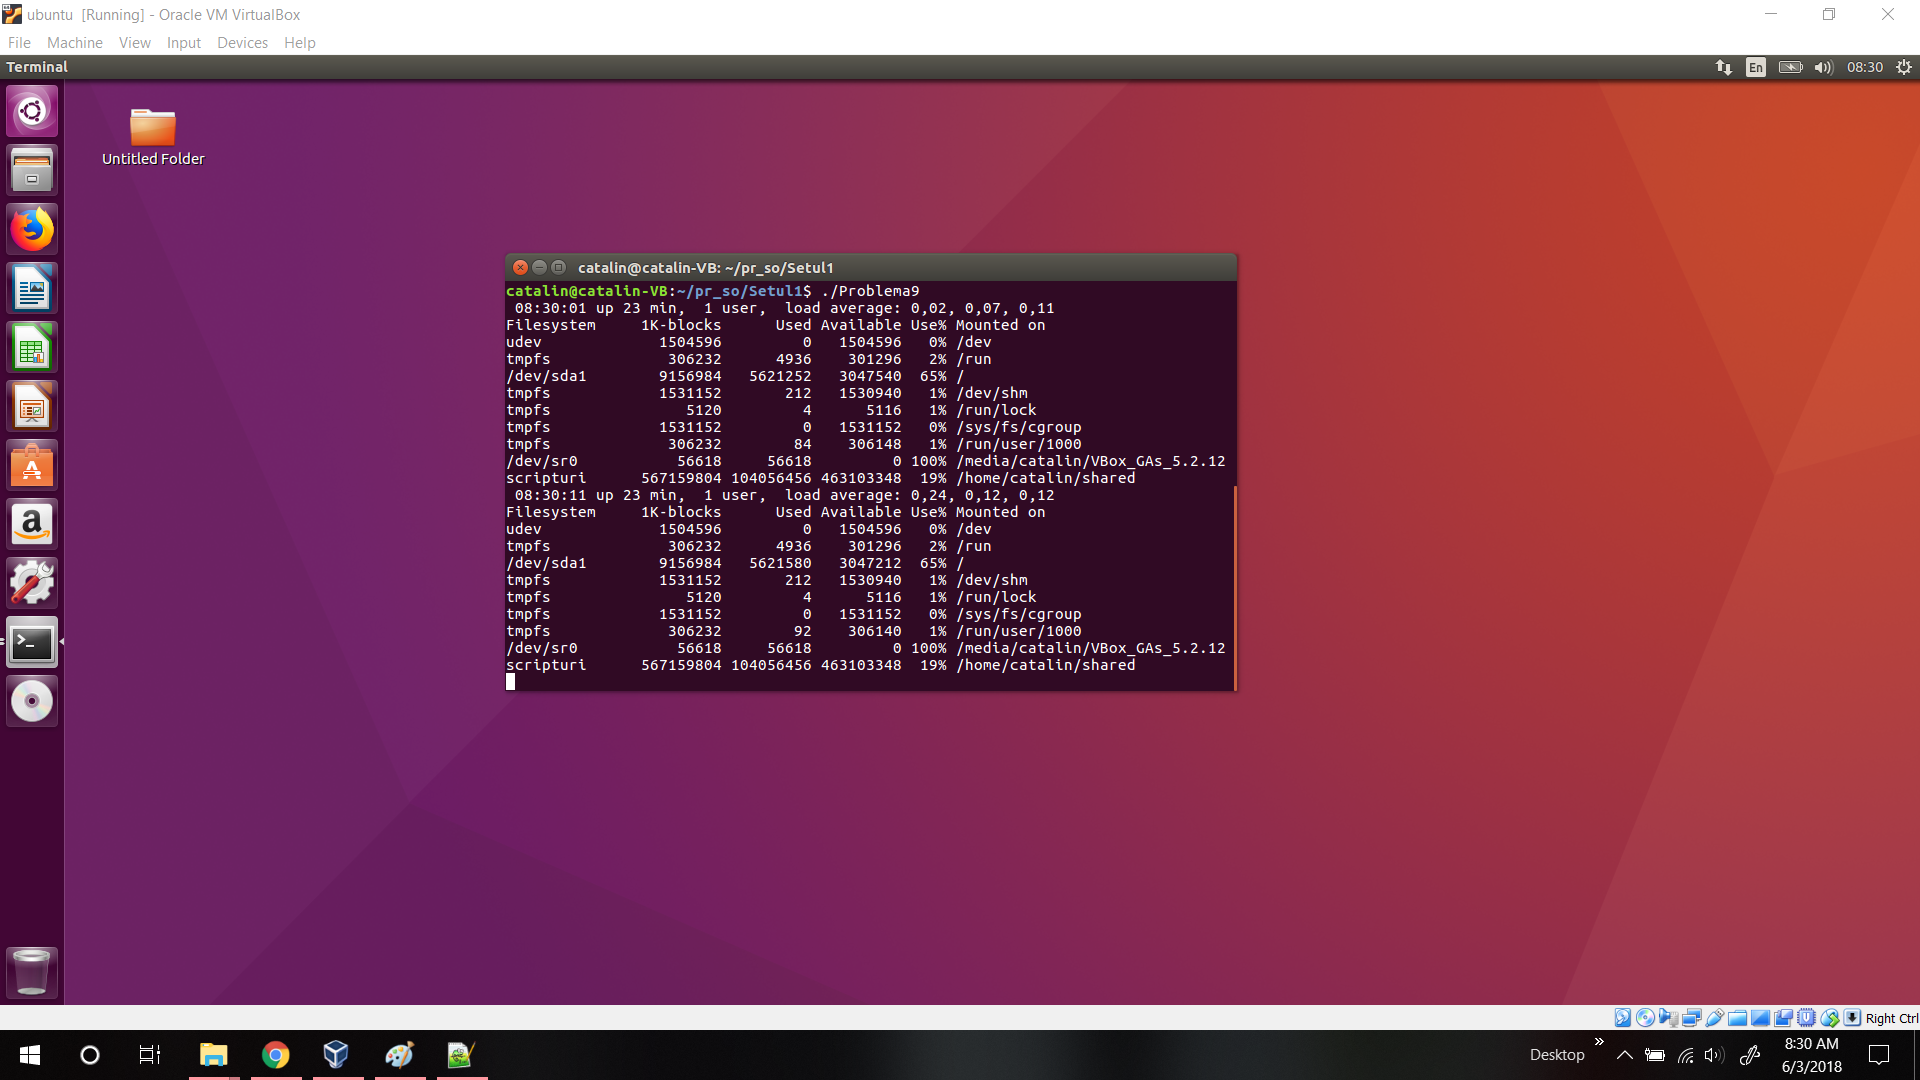 ubuntu  [Running] - Oracle VM VirtualBox
File Machine View Input Devices Help
Terminal
En 08:30
Untitled Folder
catalin@catalin-VB: ~/pr_so/Setul1
catalin@catalin-VB:~/pr_so/Setul1$ ./Problema9
 08:30:01 up 23 min,  1 user,  load average: 0,02, 0,07, 0,11
Filesystem     1K-blocks      Used Available Use% Mounted on
udev             1504596         0   1504596   0% /dev
tmpfs             306232      4936    301296   2% /run
/dev/sda1        9156984   5621252   3047540  65% /
tmpfs            1531152       212   1530940   1% /dev/shm
tmpfs               5120         4      5116   1% /run/lock
tmpfs            1531152         0   1531152   0% /sys/fs/cgroup
tmpfs             306232        84    306148   1% /run/user/1000
/dev/sr0           56618     56618         0 100% /media/catalin/VBox_GAs_5.2.12
scripturi      567159804 104056456 463103348  19% /home/catalin/shared
 08:30:11 up 23 min,  1 user,  load average: 0,24, 0,12, 0,12
Filesystem     1K-blocks      Used Available Use% Mounted on
udev             1504596         0   1504596   0% /dev
tmpfs             306232      4936    301296   2% /run
/dev/sda1        9156984   5621580   3047212  65% /
tmpfs            1531152       212   1530940   1% /dev/shm
tmpfs               5120         4      5116   1% /run/lock
tmpfs            1531152         0   1531152   0% /sys/fs/cgroup
tmpfs             306232        92    306140   1% /run/user/1000
/dev/sr0           56618     56618         0 100% /media/catalin/VBox_GAs_5.2.12
scripturi      567159804 104056456 463103348  19% /home/catalin/shared
Right Ctrl
Desktop
8:30 AM
6/3/2018